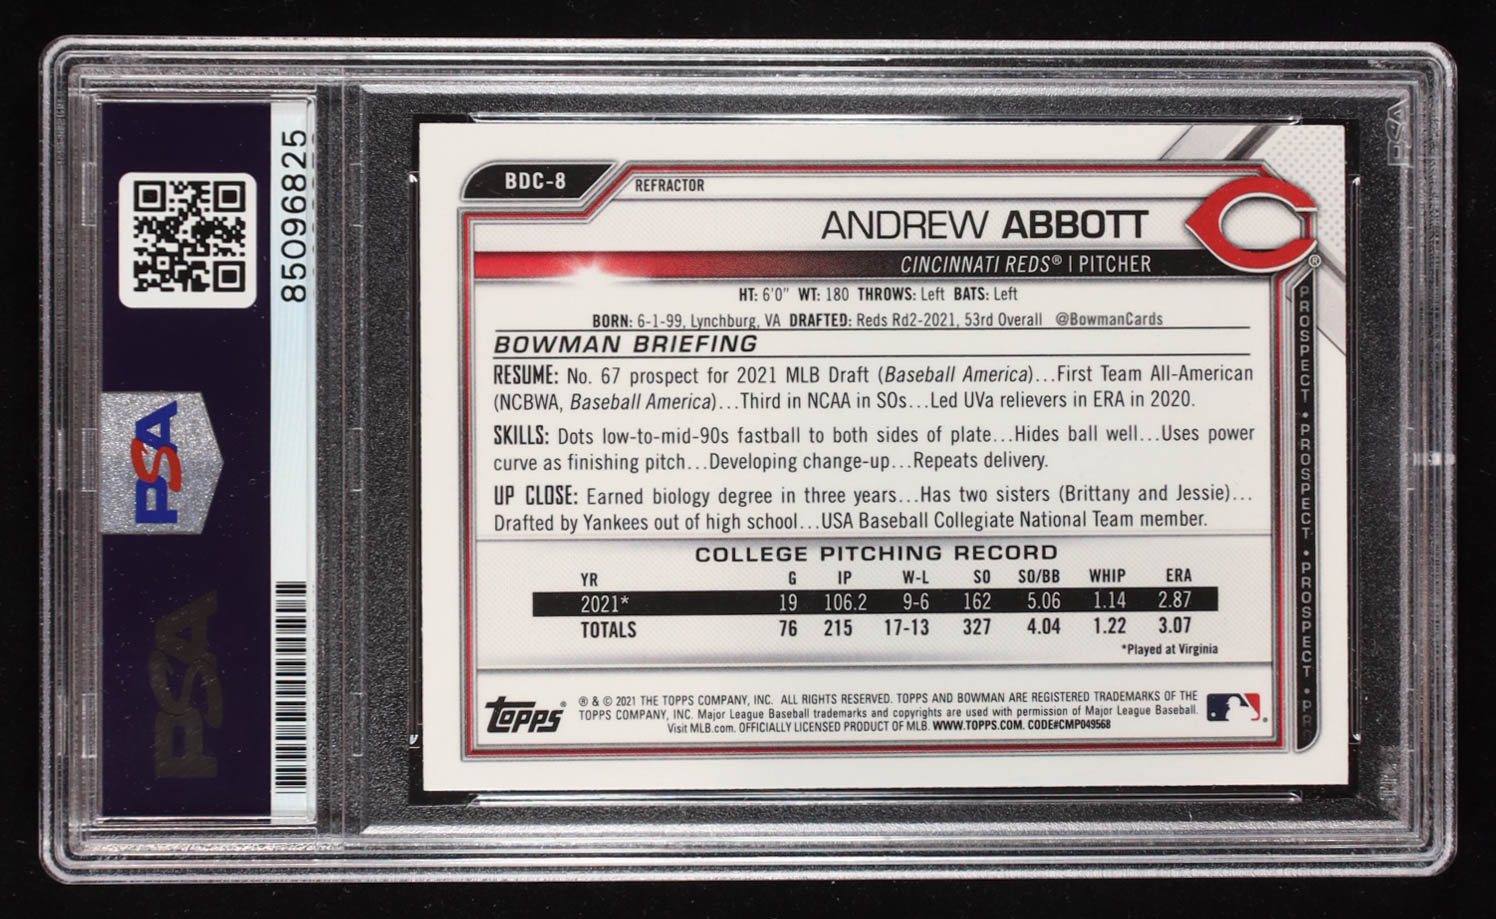 85096825
PSA
PSA
PSA
BDC-8
REFRACTOR
ANDREW ABBOTT
CINCINNATI REDS® | PITCHER
HT: 6'0" WT: 180 THROWS: Left BATS: Left
BORN: 6-1-99, Lynchburg, VA DRAFTED: Reds Rd2-2021, 53rd Overall @BowmanCards
BOWMAN BRIEFING
RESUME: No. 67 prospect for 2021 MLB Draft (Baseball America)...First Team All-American
(NCBWA, Baseball America)...Third in NCAA in SOs...Led UVa relievers in ERA in 2020.
SKILLS: Dots low-to-mid-90s fastball to both sides of plate...Hides ball well...Uses power
curve as finishing pitch...Developing change-up...Repeats delivery.
UP CLOSE: Earned biology degree in three years...Has two sisters (Brittany and Jessie)...
Drafted by Yankees out of high school...USA Baseball Collegiate National Team member.
COLLEGE PITCHING RECORD
YR G IP W-L SO SO/BB WHIP ERA
2021* 19 106.2 9-6 162 5.06 1.14 2.87
TOTALS 76 215 17-13 327 4.04 1.22 3.07
*Played at Virginia
topps®
® & © 2021 THE TOPPS COMPANY, INC. ALL RIGHTS RESERVED. TOPPS AND BOWMAN ARE REGISTERED TRADEMARKS OF THE
TOPPS COMPANY, INC. Major League Baseball trademarks and copyrights are used with permission of Major League Baseball.
Visit MLB.com. OFFICIALLY LICENSED PRODUCT OF MLB. WWW.TOPPS.COM. CODE#CMP049568
PROSPECT • PROSPECT • PROSPECT • PRO